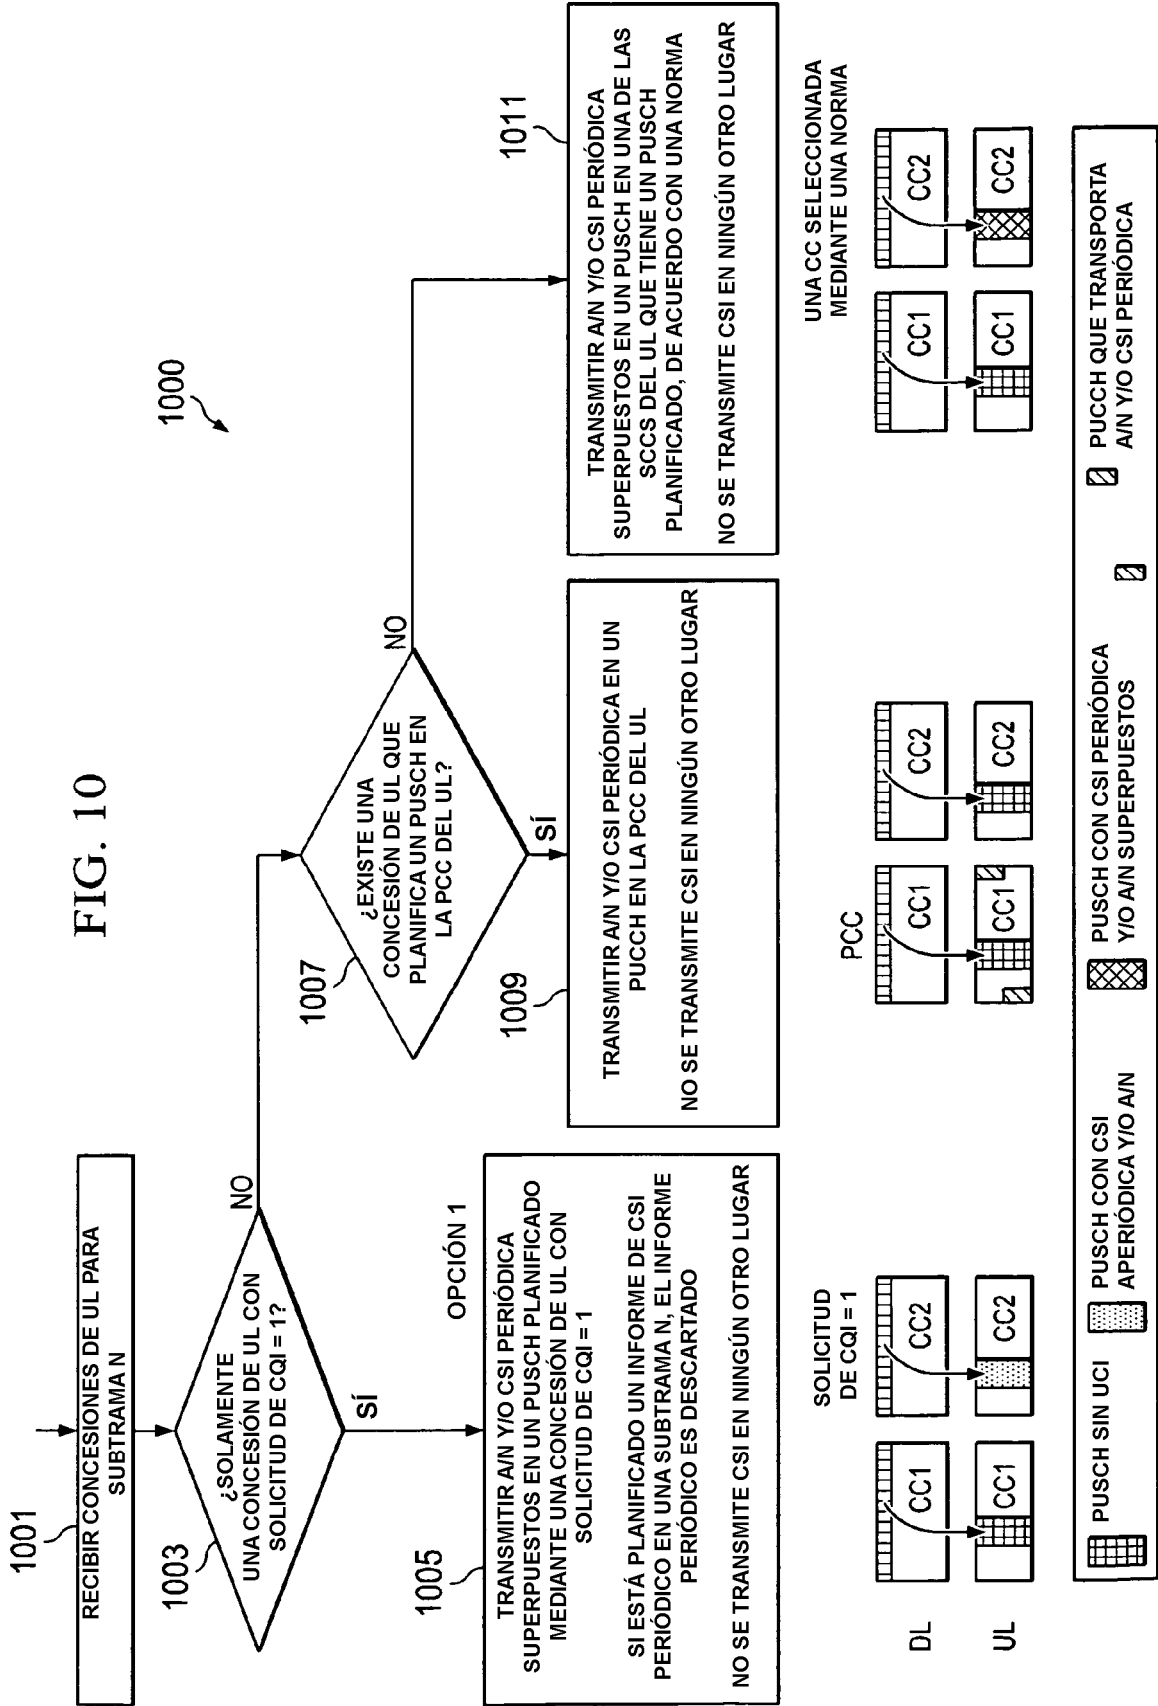 FIG. 10
1000
1001
RECIBIR CONCESIONES DE UL PARA
SUBTRAMA N
1003
¿SOLAMENTE
UNA CONCESIÓN DE UL CON
SOLICITUD DE CQI = 1?
NO
SÍ
1005
OPCIÓN 1
TRANSMITIR A/N Y/O CSI PERIÓDICA
SUPERPUESTOS EN UN PUSCH PLANIFICADO
MEDIANTE UNA CONCESIÓN DE UL CON
SOLICITUD DE CQI = 1
SI ESTÁ PLANIFICADO UN INFORME DE CSI
PERIÓDICO EN UNA SUBTRAMA N, EL INFORME
PERIÓDICO ES DESCARTADO
NO SE TRANSMITE CSI EN NINGÚN OTRO LUGAR
1007
¿EXISTE UNA
CONCESIÓN DE UL QUE
PLANIFICA UN PUSCH EN
LA PCC DEL UL?
NO
SÍ
1009
TRANSMITIR A/N Y/O CSI PERIÓDICA EN UN
PUCCH EN LA PCC DEL UL
NO SE TRANSMITE CSI EN NINGÚN OTRO LUGAR
1011
TRANSMITIR A/N Y/O CSI PERIÓDICA
SUPERPUESTOS EN UN PUSCH EN UNA DE LAS
SCCS DEL UL QUE TIENE UN PUSCH
PLANIFICADO, DE ACUERDO CON UNA NORMA
NO SE TRANSMITE CSI EN NINGÚN OTRO LUGAR
SOLICITUD
DE CQI = 1
DL
CC1
CC2
UL
CC1
CC2
PCC
CC1
CC2
CC1
CC2
UNA CC SELECCIONADA
MEDIANTE UNA NORMA
CC1
CC2
CC1
CC2
PUSCH SIN UCI
PUSCH CON CSI
APERIÓDICA Y/O A/N
PUSCH CON CSI PERIÓDICA
Y/O A/N SUPERPUESTOS
PUCCH QUE TRANSPORTA
A/N Y/O CSI PERIÓDICA